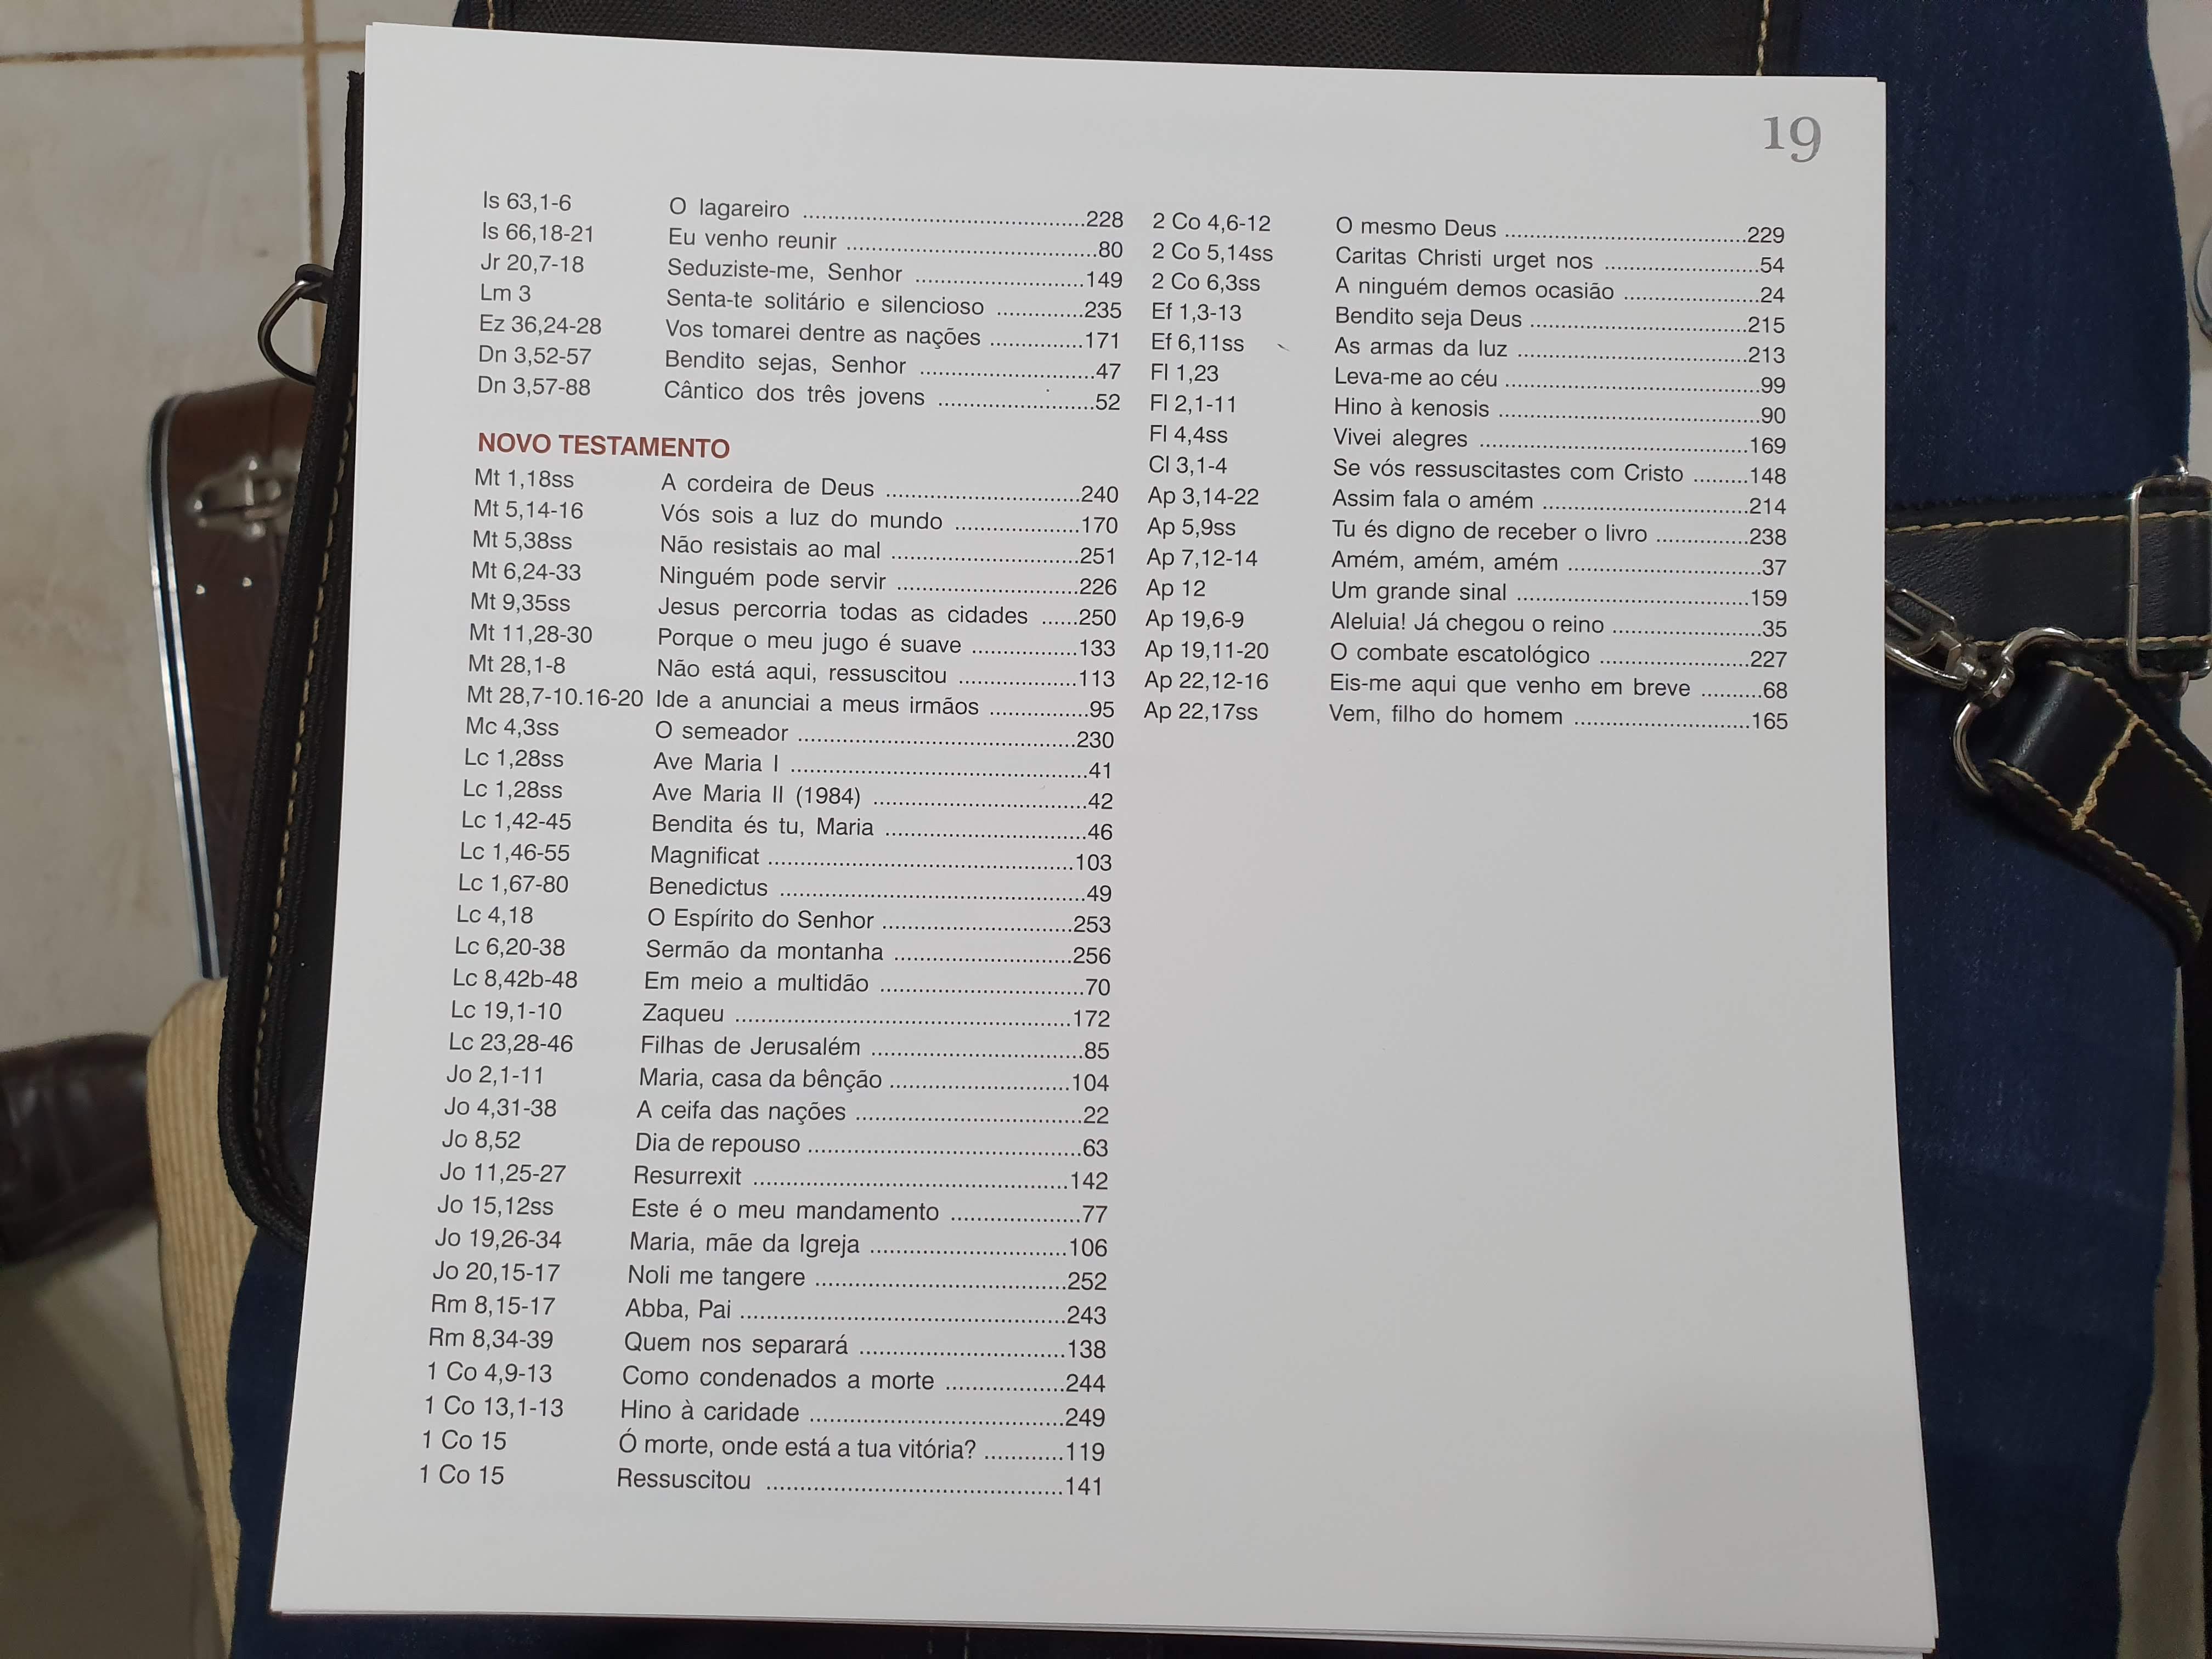 19
Is 63,1-6 O lagareiro ..............................................228
Is 66,18-21 Eu venho reunir ........................................80
Jr 20,7-18 Seduziste-me, Senhor ...........................149
Lm 3 Senta-te solitário e silencioso ..............235
Ez 36,24-28 Vos tomarei dentre as nações ...............171
Dn 3,52-57 Bendito sejas, Senhor ............................47
Dn 3,57-88 Cântico dos três jovens .........................52
NOVO TESTAMENTO
Mt 1,18ss A cordeira de Deus ...............................240
Mt 5,14-16 Vós sois a luz do mundo ....................170
Mt 5,38ss Não resistais ao mal ..............................251
Mt 6,24-33 Ninguém pode servir .............................226
Mt 9,35ss Jesus percorria todas as cidades ......250
Mt 11,28-30 Porque o meu jugo é suave .................133
Mt 28,1-8 Não está aqui, ressuscitou ...................113
Mt 28,7-10.16-20 Ide a anunciai a meus irmãos ................95
Mc 4,3ss O semeador .............................................230
Lc 1,28ss Ave Maria I ................................................41
Lc 1,28ss Ave Maria II (1984) ..................................42
Lc 1,42-45 Bendita és tu, Maria ................................46
Lc 1,46-55 Magnificat .................................................103
Lc 1,67-80 Benedictus .................................................49
Lc 4,18 O Espírito do Senhor ...............................253
Lc 6,20-38 Sermão da montanha .............................256
Lc 8,42b-48 Em meio a multidão .................................70
Lc 19,1-10 Zaqueu ......................................................172
Lc 23,28-46 Filhas de Jerusalém ..................................85
Jo 2,1-11 Maria, casa da bênção .............................104
Jo 4,31-38 A ceifa das nações ....................................22
Jo 8,52 Dia de repouso ............................................63
Jo 11,25-27 Resurrexit ...................................................142
Jo 15,12ss Este é o meu mandamento .....................77
Jo 19,26-34 Maria, mãe da Igreja ................................106
Jo 20,15-17 Noli me tangere ........................................252
Rm 8,15-17 Abba, Pai ....................................................243
Rm 8,34-39 Quem nos separará .................................138
1 Co 4,9-13 Como condenados a morte ...................244
1 Co 13,1-13 Hino à caridade .........................................249
1 Co 15 Ó morte, onde está a tua vitória? .............119
1 Co 15 Ressuscitou ................................................141
2 Co 4,6-12 O mesmo Deus .......................................229
2 Co 5,14ss Caritas Christi urget nos .........................54
2 Co 6,3ss A ninguém demos ocasião ......................24
Ef 1,3-13 Bendito seja Deus ...................................215
Ef 6,11ss As armas da luz .....................................213
Fl 1,23 Leva-me ao céu .........................................99
Fl 2,1-11 Hino à kenosis ..........................................90
Fl 4,4ss Vivei alegres ...........................................169
Cl 3,1-4 Se vós ressuscitastes com Cristo .........148
Ap 3,14-22 Assim fala o amém .................................214
Ap 5,9ss Tu és digno de receber o livro ...............238
Ap 7,12-14 Amém, amém, amém ...............................37
Ap 12 Um grande sinal .....................................159
Ap 19,6-9 Aleluia! Já chegou o reino ........................35
Ap 19,11-20 O combate escatológico ........................227
Ap 22,12-16 Eis-me aqui que venho em breve ..........68
Ap 22,17ss Vem, filho do homem ............................165